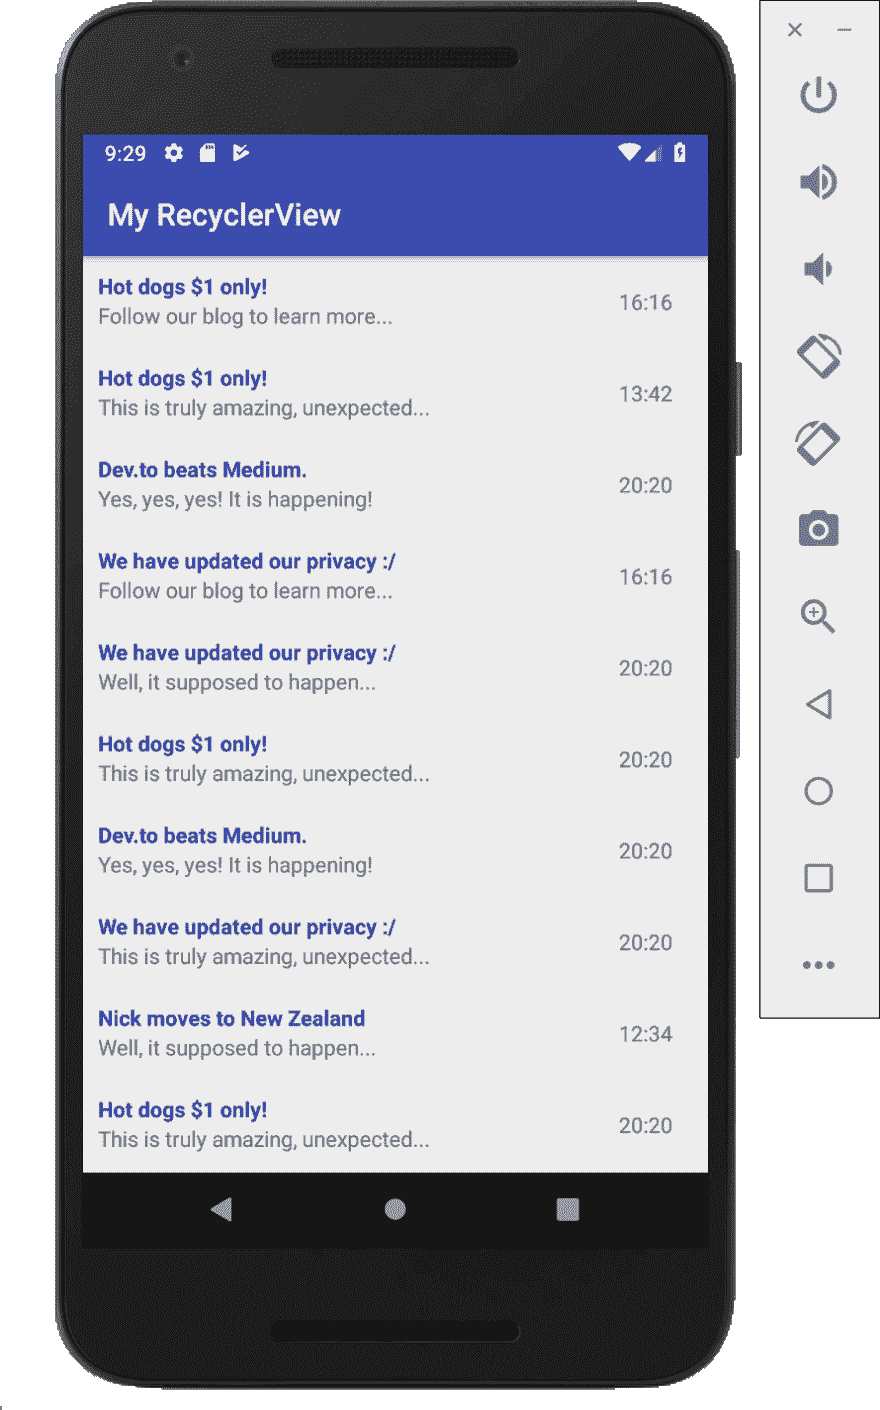 9:29
My RecyclerView
Hot dogs $1 only!
Follow our blog to learn more...
16:16
Hot dogs $1 only!
This is truly amazing, unexpected...
13:42
Dev.to beats Medium.
Yes, yes, yes! It is happening!
20:20
We have updated our privacy :/
Follow our blog to learn more...
16:16
We have updated our privacy :/
Well, it supposed to happen...
20:20
Hot dogs $1 only!
This is truly amazing, unexpected...
20:20
Dev.to beats Medium.
Yes, yes, yes! It is happening!
20:20
We have updated our privacy :/
This is truly amazing, unexpected...
20:20
Nick moves to New Zealand
Well, it supposed to happen...
12:34
Hot dogs $1 only!
This is truly amazing, unexpected...
20:20